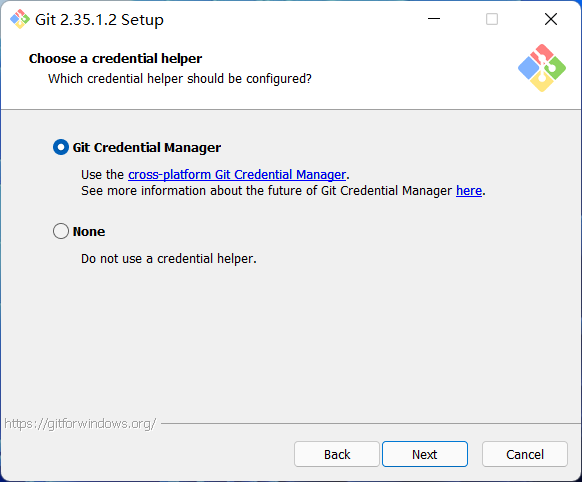 Git 2.35.1.2 Setup
Choose a credential helper
Which credential helper should be configured?
Git Credential Manager
Use the cross-platform Git Credential Manager.
See more information about the future of Git Credential Manager here.
None
Do not use a credential helper.
https://gitforwindows.org/
Back Next Cancel